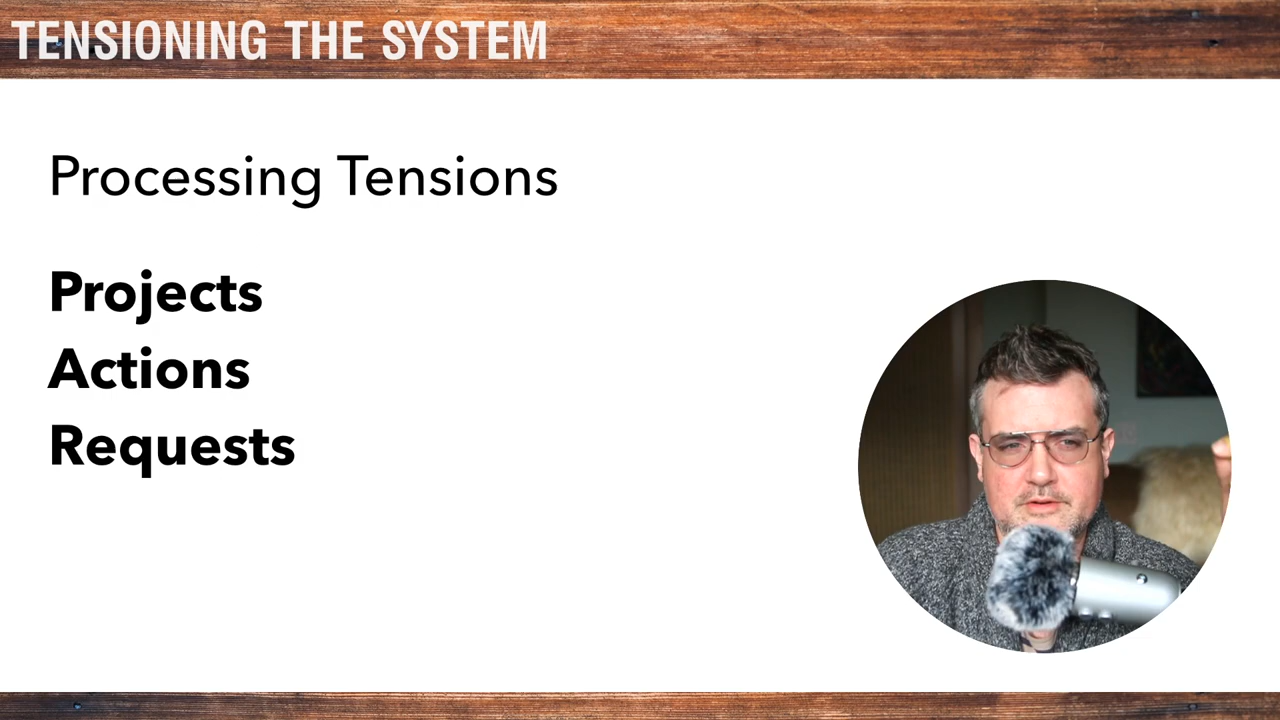 TENSIONING THE SYSTEM
Processing Tensions
Projects
Actions
Requests